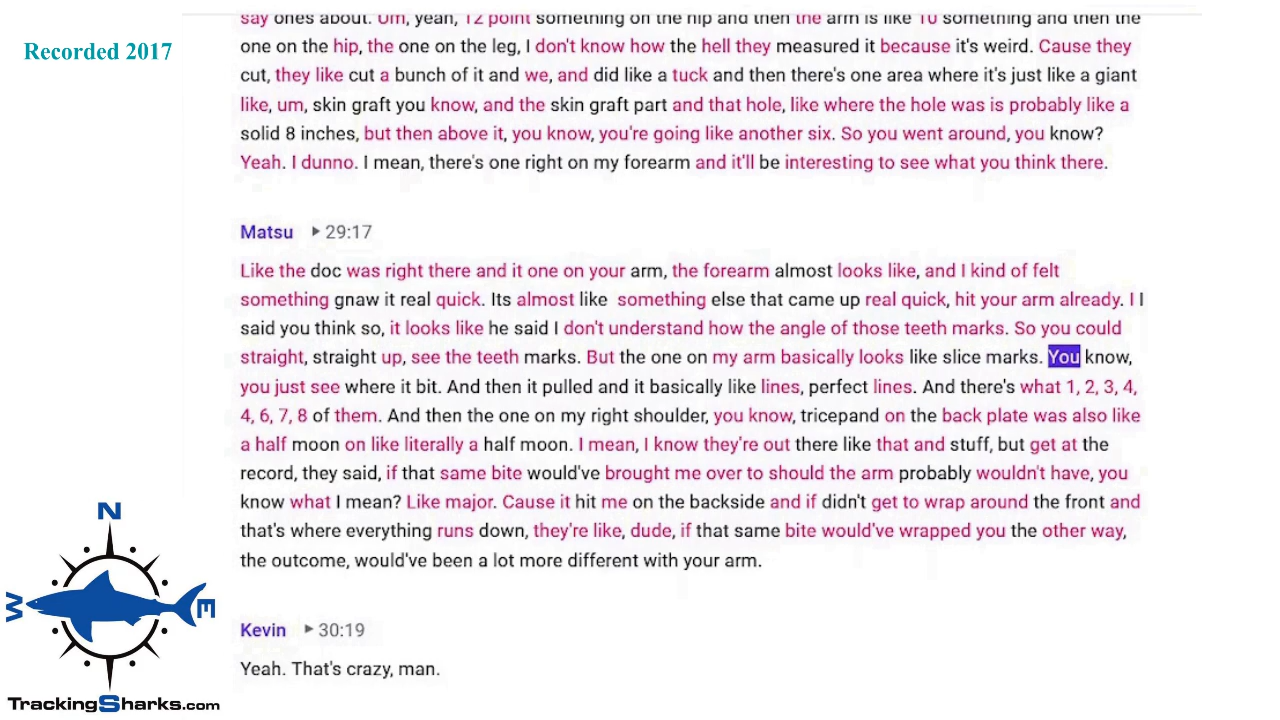 Recorded 2017
say ones about. Um, yeah, 12 point something on the hip and then the arm is like 10 something and then the
one on the hip, the one on the leg, I don't know how the hell they measured it because it's weird. Cause they
cut, they like cut a bunch of it and we, and did like a tuck and then there's one area where it's just like a giant
like, um, skin graft you know, and the skin graft part and that hole, like where the hole was is probably like a
solid 8 inches, but then above it, you know, you're going like another six. So you went around, you know?
Yeah. I dunno. I mean, there's one right on my forearm and it'll be interesting to see what you think there.
Matsu 29:17
Like the doc was right there and it one on your arm, the forearm almost looks like, and I kind of felt
something gnaw it real quick. Its almost like something else that came up real quick, hit your arm already. I I
said you think so, it looks like he said I don't understand how the angle of those teeth marks. So you could
straight, straight up, see the teeth marks. But the one on my arm basically looks like slice marks. You know,
you just see where it bit. And then it pulled and it basically like lines, perfect lines. And there's what 1, 2, 3, 4,
4, 6, 7, 8 of them. And then the one on my right shoulder, you know, tricepand on the back plate was also like
a half moon on like literally a half moon. I mean, I know they're out there like that and stuff, but get at the
record, they said, if that same bite would've brought me over to should the arm probably wouldn't have, you
know what I mean? Like major. Cause it hit me on the backside and if didn't get to wrap around the front and
that's where everything runs down, they're like, dude, if that same bite would've wrapped you the other way,
the outcome, would've been a lot more different with your arm.
Kevin 30:19
Yeah. That's crazy, man.
N
W
E
TrackingSharks.com